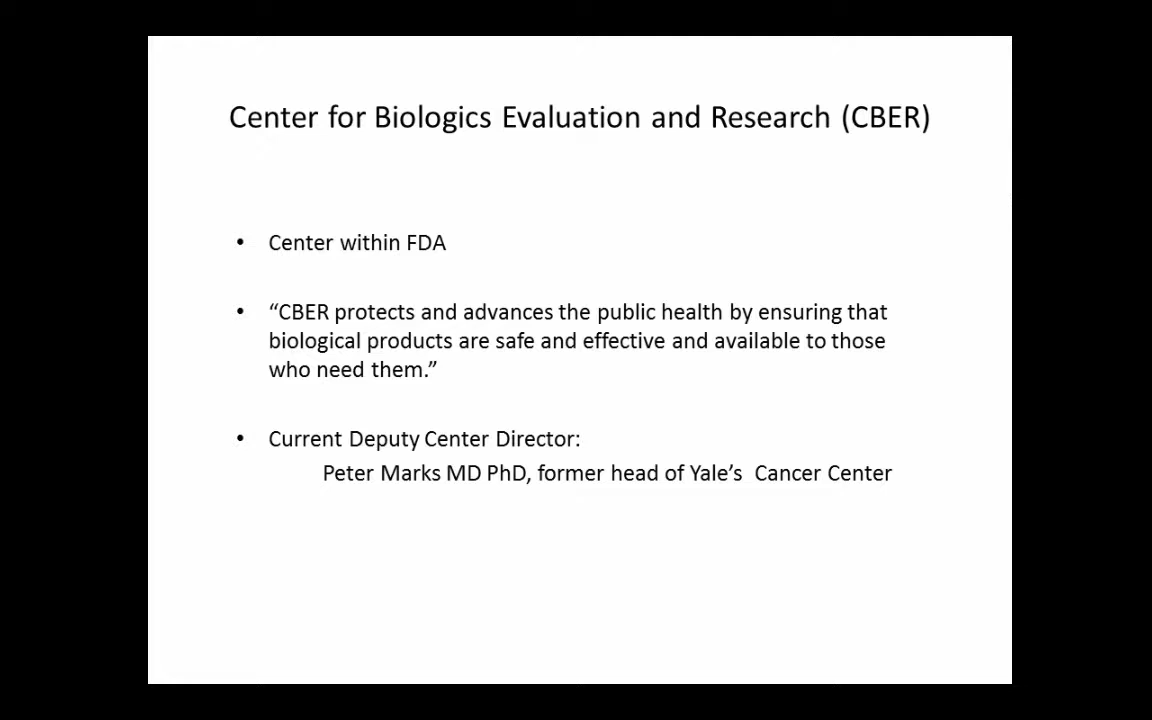 Center for Biologics Evaluation and Research (CBER)
• Center within FDA
• “CBER protects and advances the public health by ensuring that
biological products are safe and effective and available to those
who need them.”
• Current Deputy Center Director:
Peter Marks MD PhD, former head of Yale’s Cancer Center